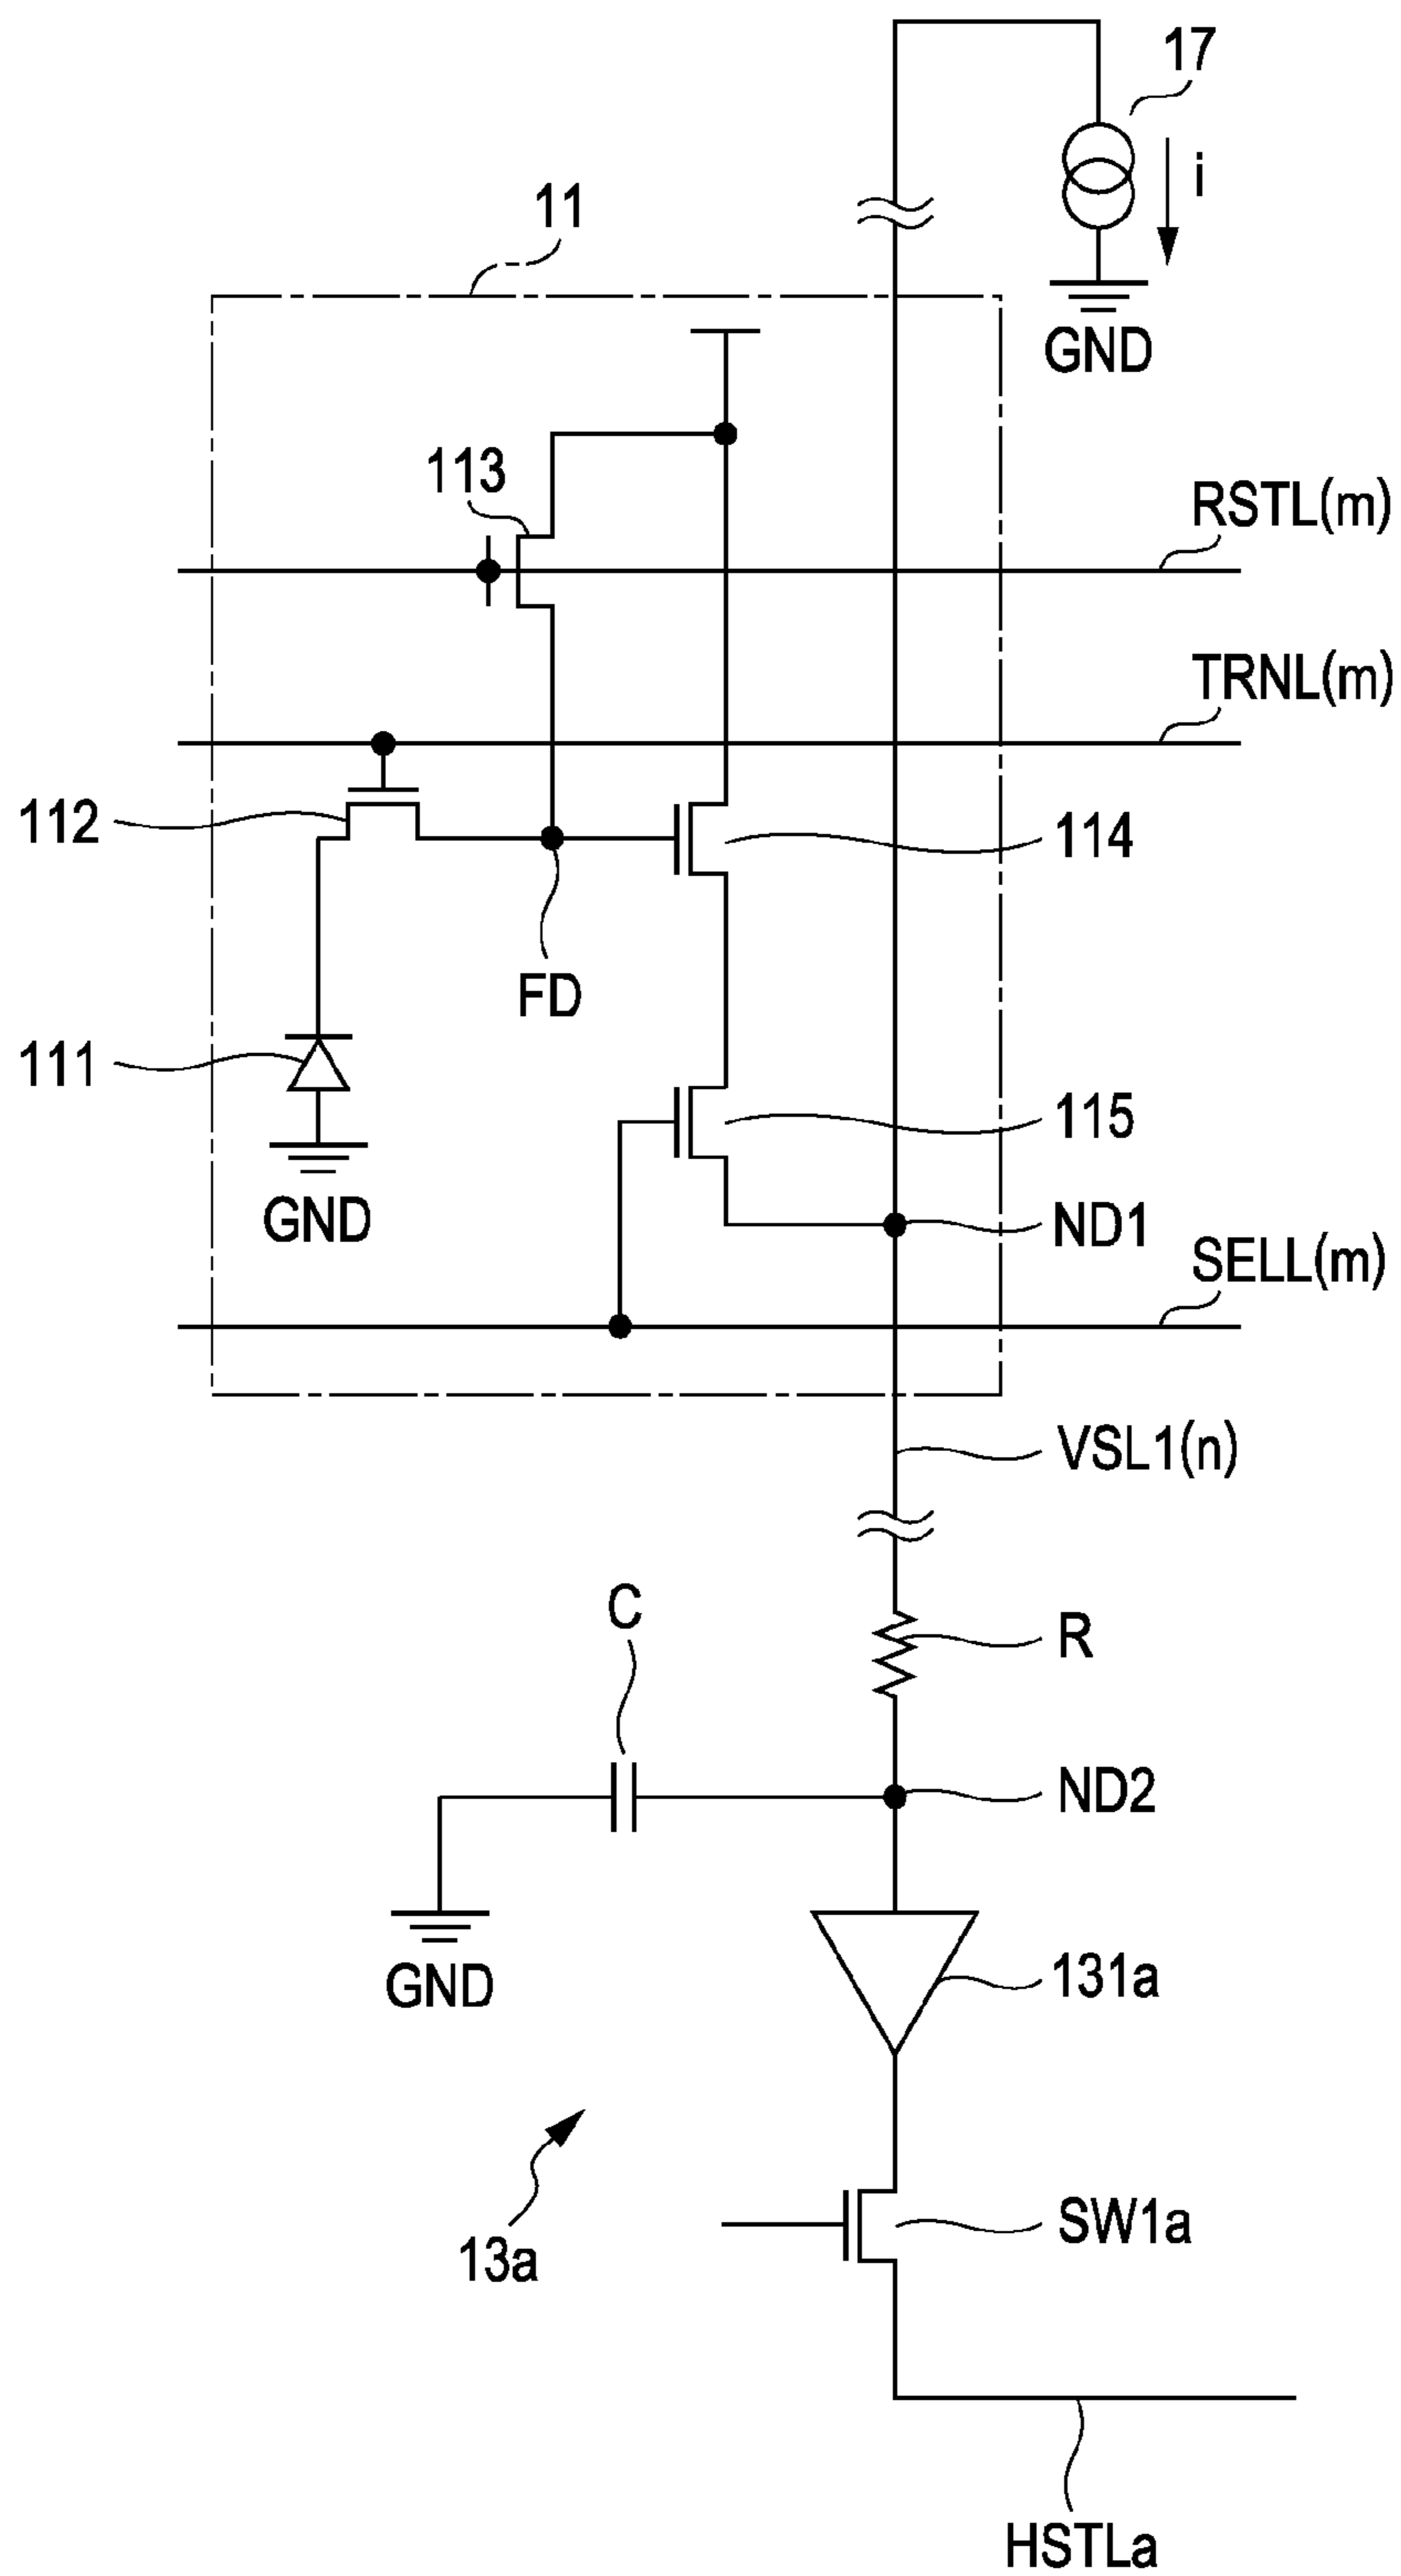 17
i
11
GND
113
RSTL(m)
TRNL(m)
112
114
FD
111
115
GND
ND1
SELL(m)
VSL1(n)
C
R
ND2
GND
131a
13a
SW1a
HSTLa